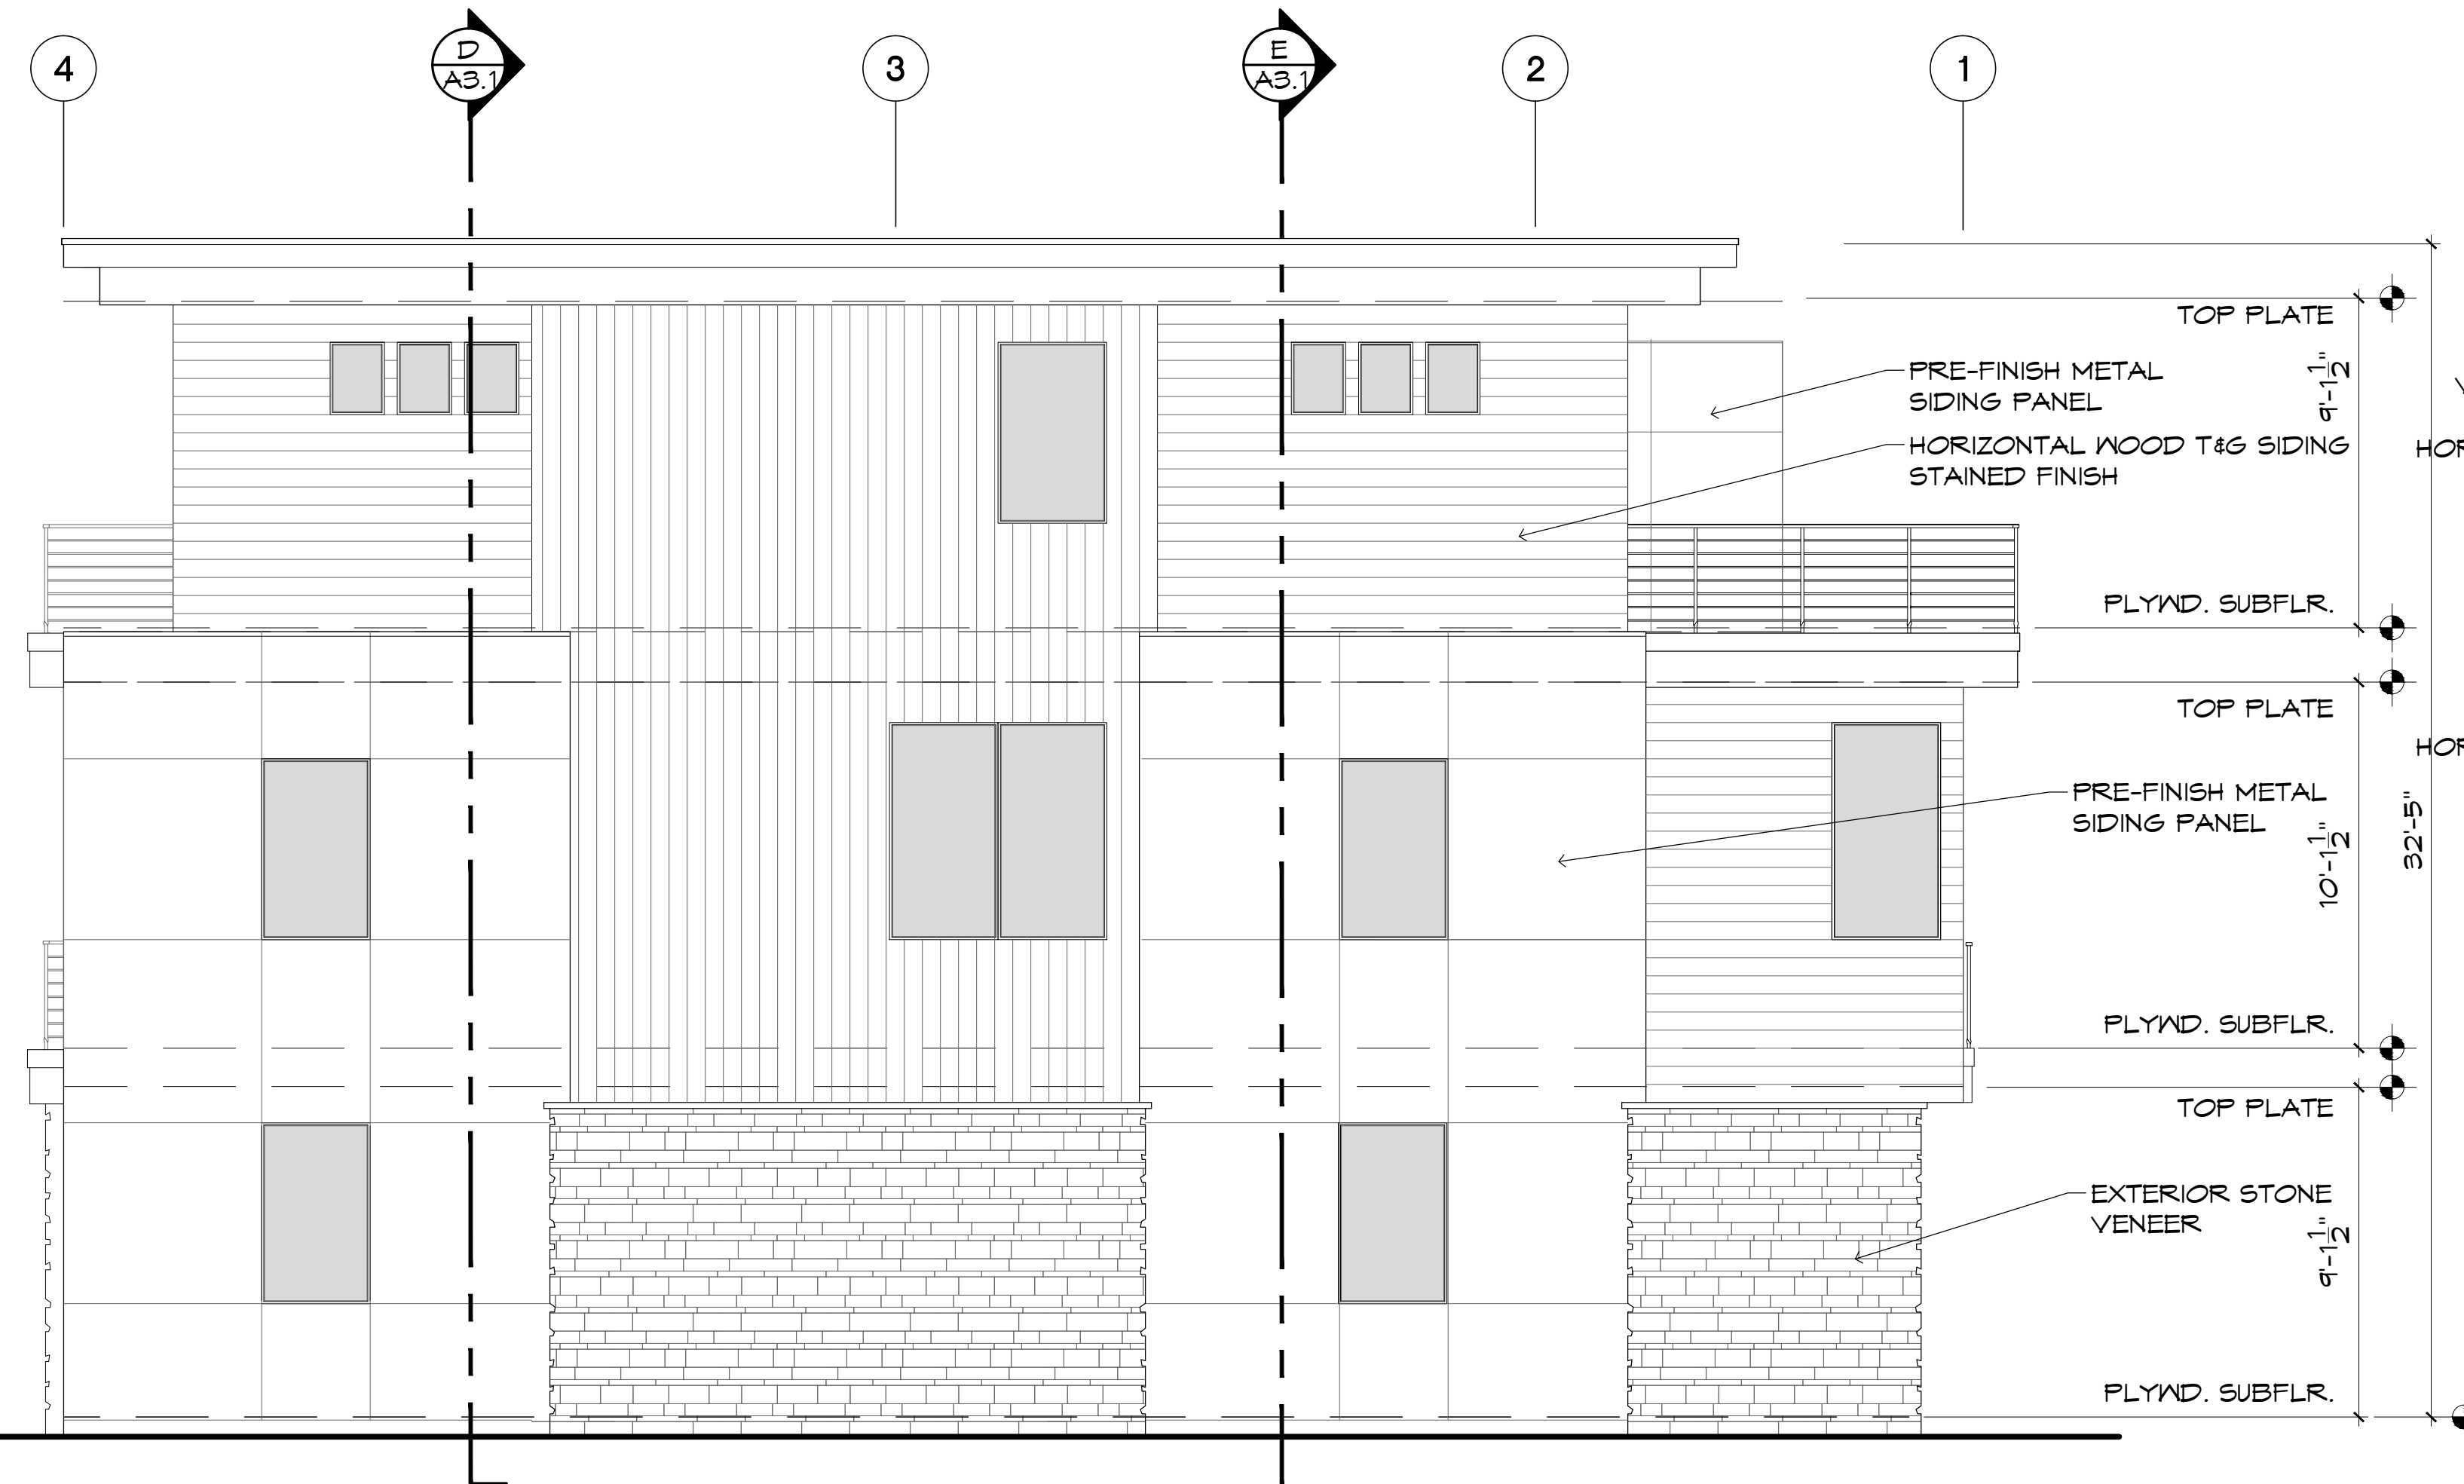 4
D
A3.1
3
E
A3.1
2
1
TOP PLATE
9'-1 1/2"
PRE-FINISH METAL
SIDING PANEL
HORIZONTAL WOOD T&G SIDING
STAINED FINISH
PLYWD. SUBFLR.
TOP PLATE
PRE-FINISH METAL
SIDING PANEL
10'-1 1/2"
32'-5"
PLYWD. SUBFLR.
TOP PLATE
EXTERIOR STONE
VENEER
9'-1 1/2"
PLYWD. SUBFLR.